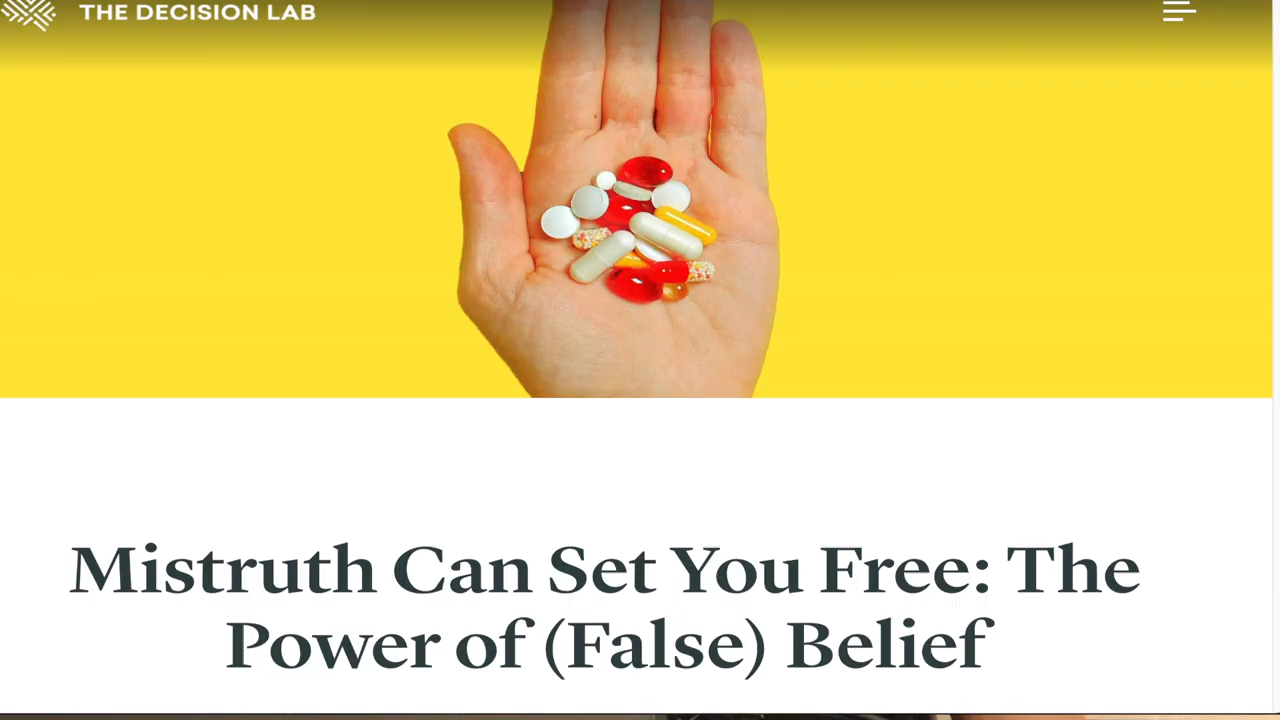 THE DECISION LAB
Mistruth Can Set You Free: The
Power of (False) Belief